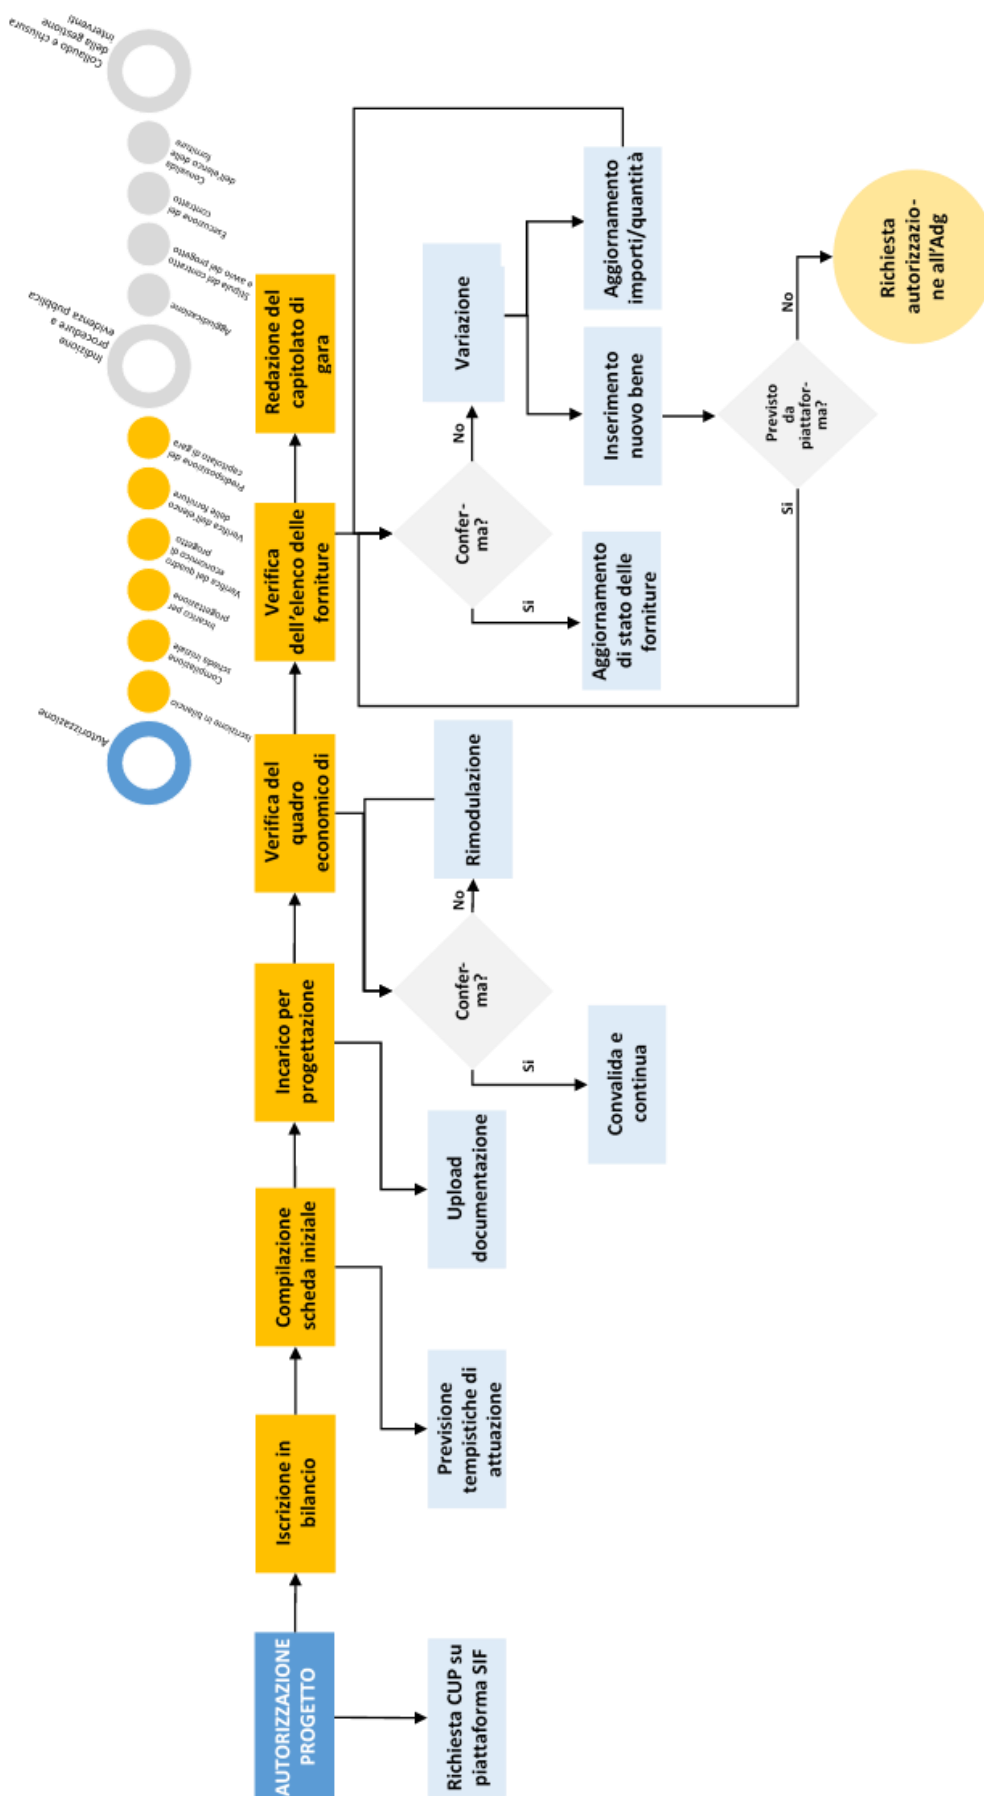 Autorizzazione
Iscrizione in bilancio
Compilazione
scheda iniziale
Incarico per
progettazione
Verifica del quadro
economico di
progetto
Verifica dell'elenco
delle forniture
Predisposizione del
capitolato di gara
Indizione
procedure a
evidenza pubblica
Aggiudicazione
Stipula del contratto
e avvio del progetto
Esecuzione del
contratto
Convalida
dell'elenco delle
forniture
Collaudo e chiusura
della gestione
interventi
AUTORIZZAZIONE
PROGETTO
Iscrizione in
bilancio
Compilazione
scheda iniziale
Incarico per
progettazione
Verifica del
quadro
economico di
Verifica
dell'elenco delle
forniture
Redazione del
capitolato di
gara
Richiesta CUP su
piattaforma SIF
Previsione
tempistiche di
attuazione
Upload
documentazione
Confer-
ma?
No
Rimodulazione
Si
Convalida e
continua
Confer-
ma?
No
Variazione
Si
Aggiornamento
di stato delle
forniture
Inserimento
nuovo bene
Aggiornamento
importi/quantità
Previsto
da
piattafor-
ma?
Si
No
Richiesta
autorizzazio-
ne all'Adg